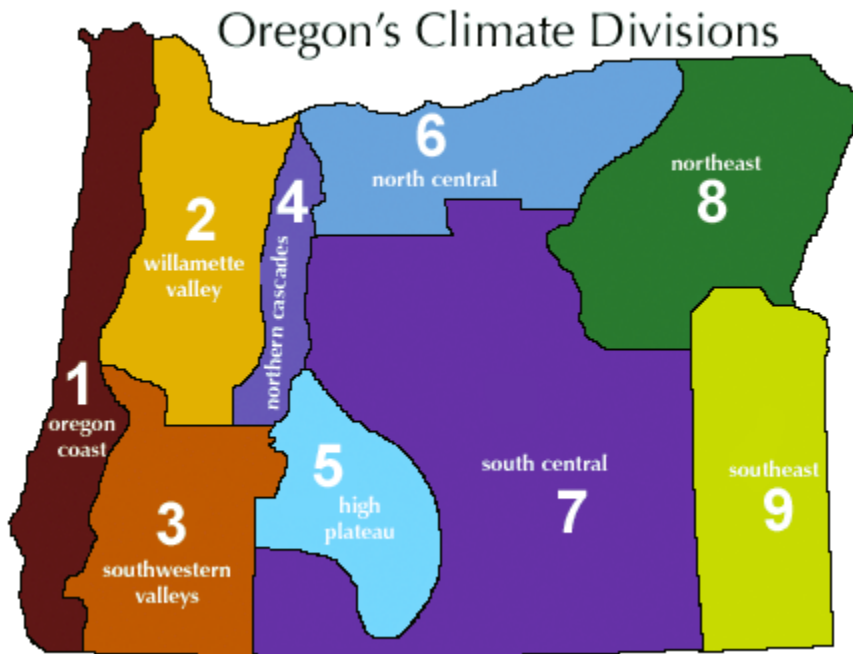 Oregon's Climate Divisions
1
oregon
coast
2
willamette
valley
3
southwestern
valleys
4
northern cascades
5
high
plateau
6
north central
south central
7
northeast
8
southeast
9